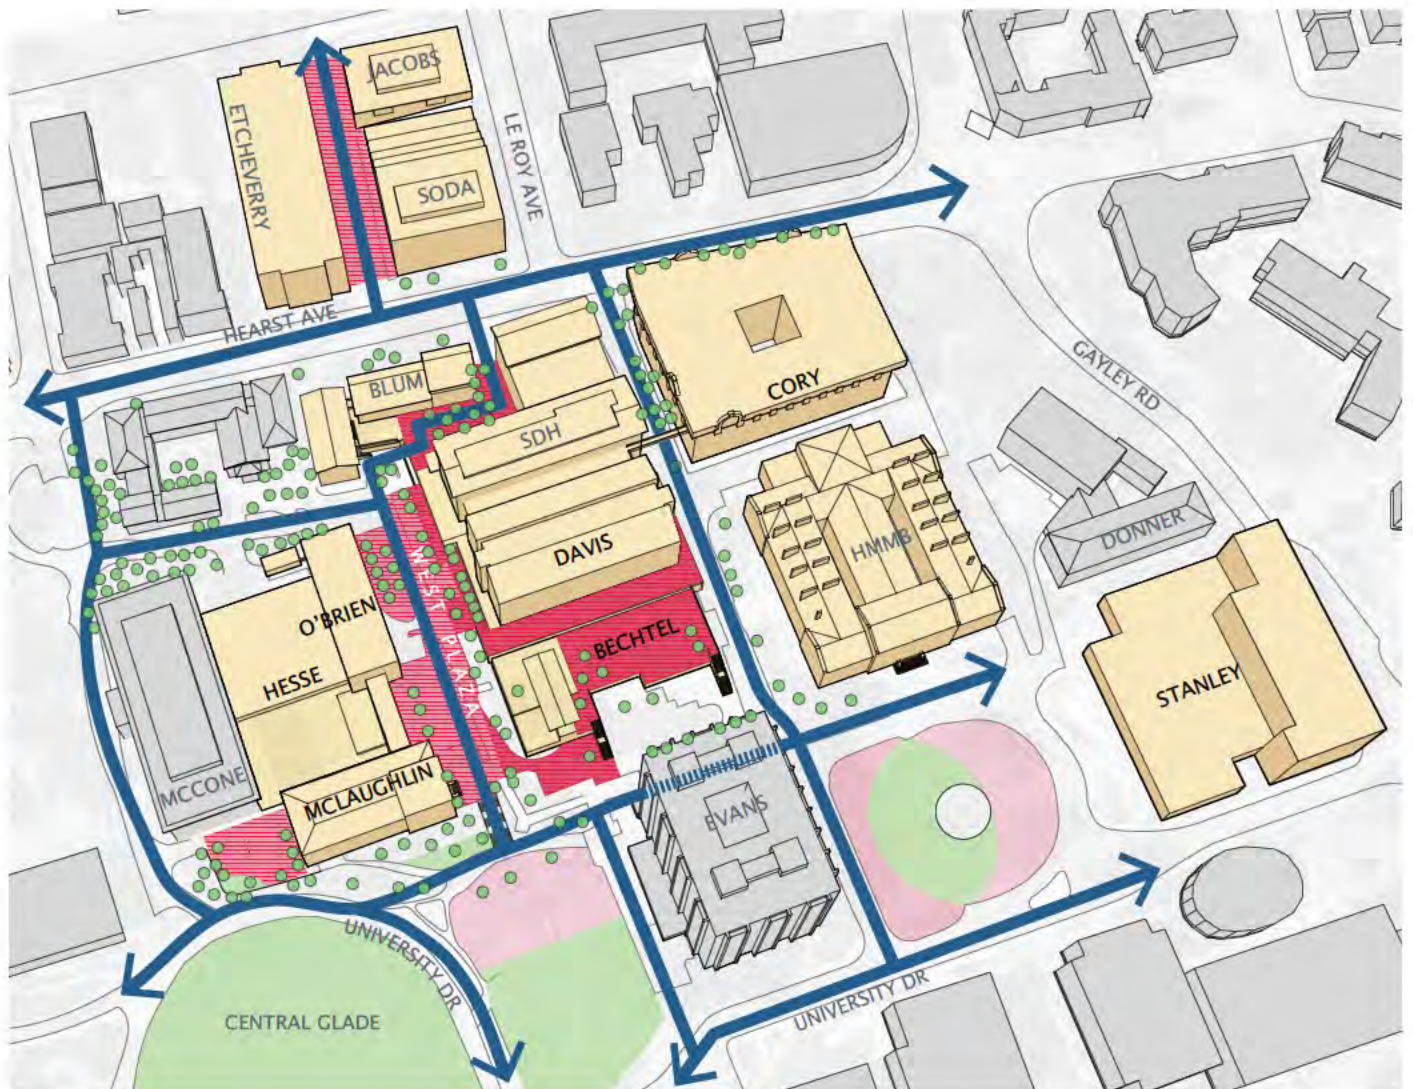 JACOBS
ETCHEVERRY
LE ROY AVE
SODA
HEARST AVE
GAYLEY RD
BLUM
CORY
SDH
DONNER
HMMB
DAVIS
WEST PLAZA
O'BRIEN
BECHTEL
HESSE
STANLEY
MCCONE
MCLAUGHLIN
EVANS
UNIVERSITY DR
UNIVERSITY DR
CENTRAL GLADE